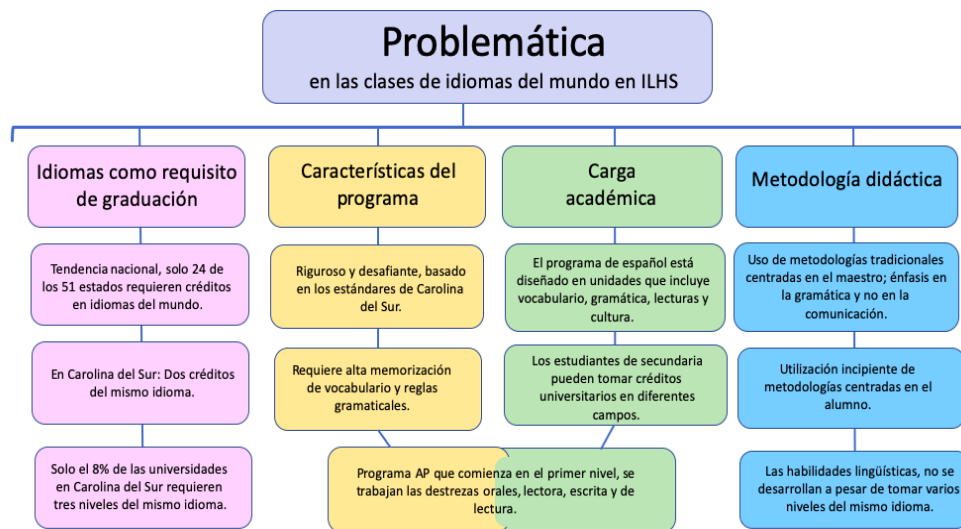 Problemática
en las clases de idiomas del mundo en ILHS
Idiomas como requisito
de graduación
Tendencia nacional, solo 24 de
los 51 estados requieren créditos
en idiomas del mundo.
En Carolina del Sur: Dos créditos
del mismo idioma.
Solo el 8% de las universidades
en Carolina del Sur requieren
tres niveles del mismo idioma.
Características del
programa
Riguroso y desafiante, basado
en los estándares de Carolina
del Sur.
Requiere alta memorización
de vocabulario y reglas
gramaticales.
Carga
académica
El programa de español está
diseñado en unidades que incluye
vocabulario, gramática, lecturas y
cultura.
Los estudiantes de secundaria
pueden tomar créditos
universitarios en diferentes
campos.
Programa AP que comienza en el primer nivel, se
trabajan las destrezas orales, lectora, escrita y de
lectura.
Metodología didáctica
Uso de metodologías tradicionales
centradas en el maestro; énfasis
en la gramática y no en la
comunicación.
Utilización incipiente de
metodologías centradas en el
alumno.
Las habilidades lingüísticas, no se
desarrollan a pesar de tomar varios
niveles del mismo idioma.